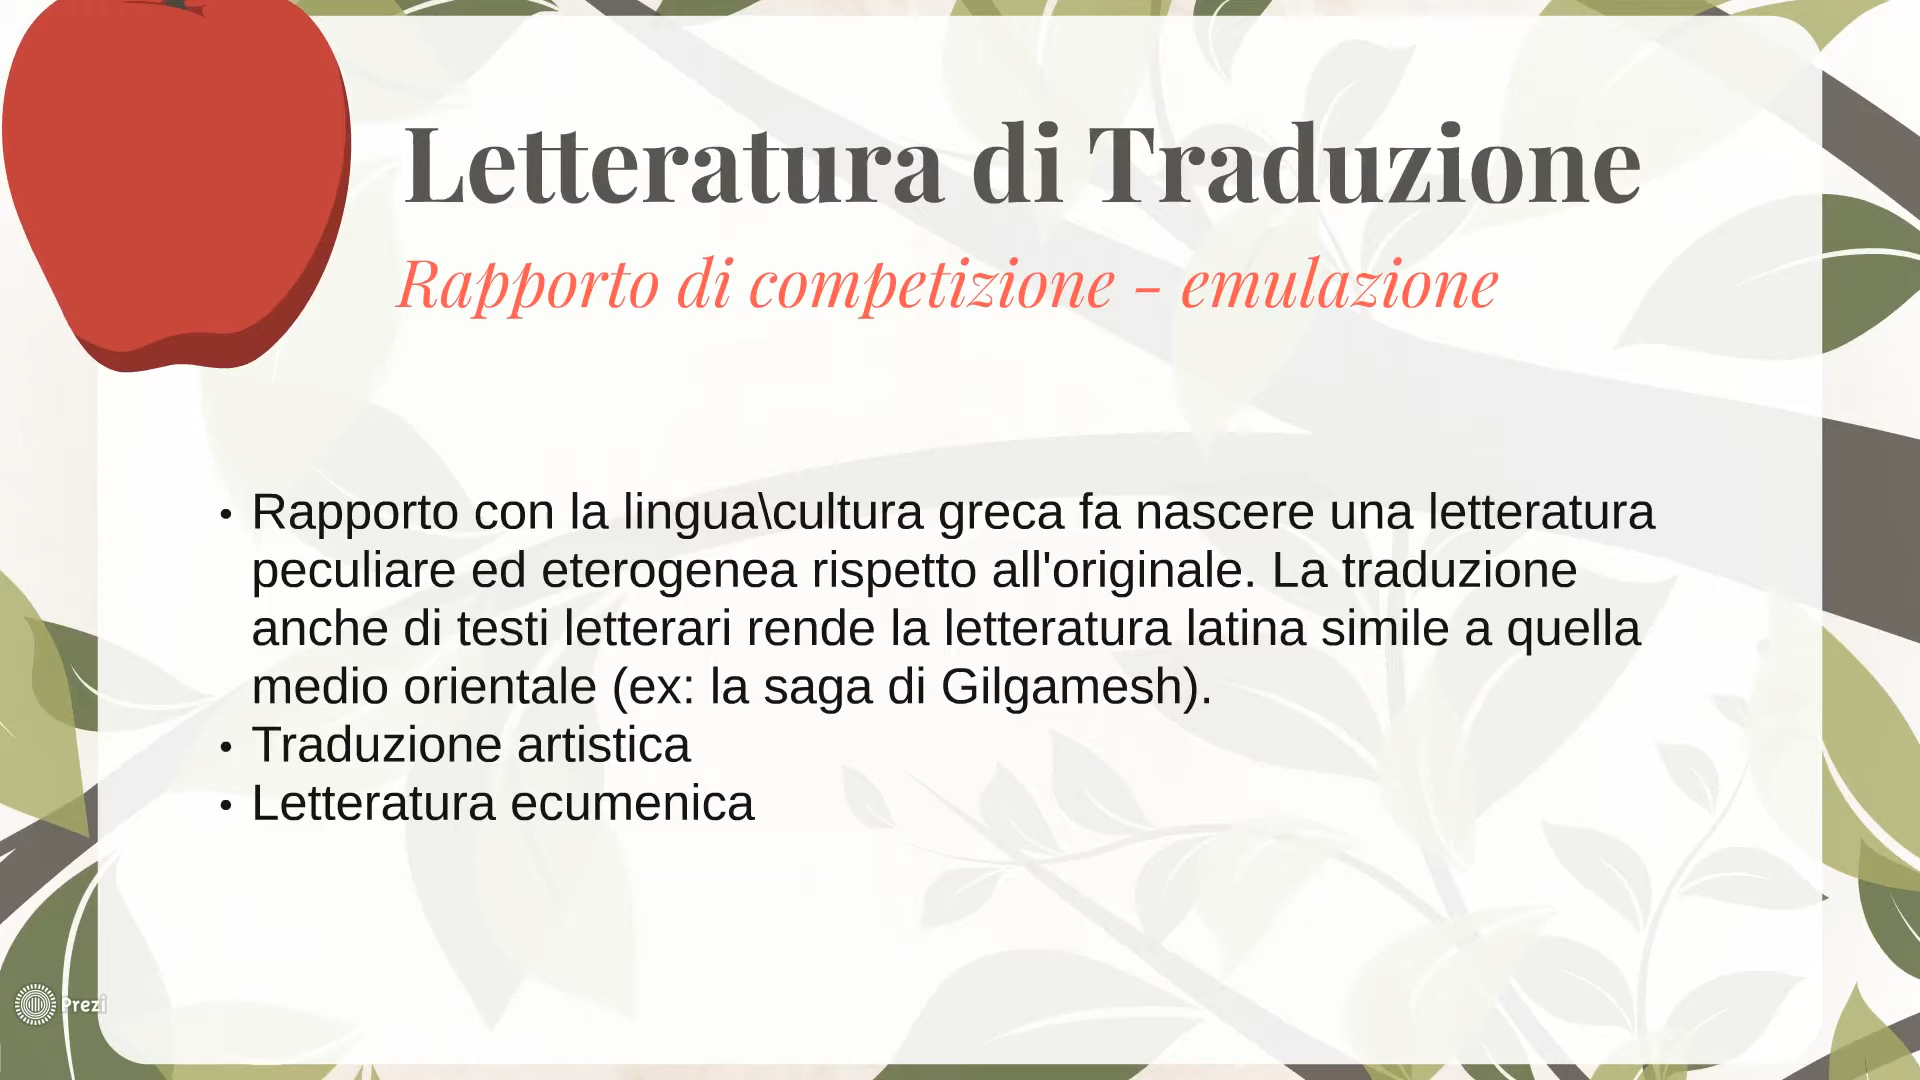 Letteratura di Traduzione
Rapporto di competizione - emulazione
• Rapporto con la lingua\cultura greca fa nascere una letteratura
peculiare ed eterogenea rispetto all'originale. La traduzione
anche di testi letterari rende la letteratura latina simile a quella
medio orientale (ex: la saga di Gilgamesh).
• Traduzione artistica
• Letteratura ecumenica
Prezi